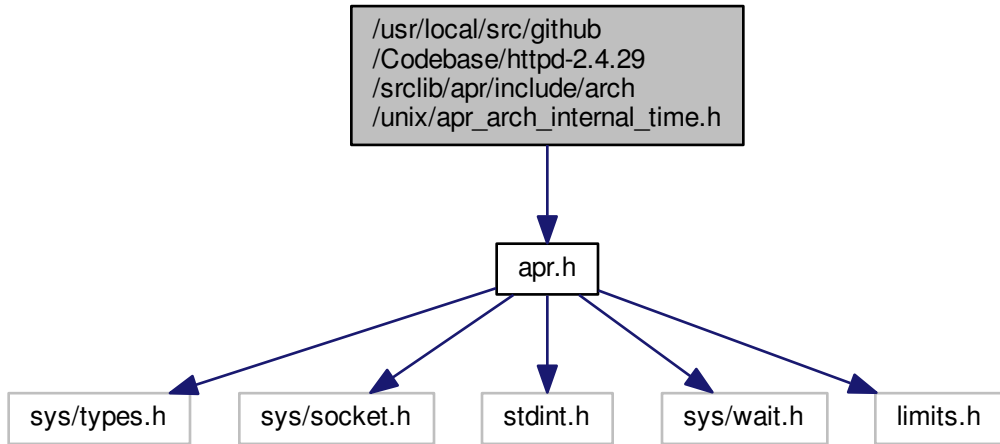 /usr/local/src/github
/Codebase/httpd-2.4.29
/srclib/apr/include/arch
/unix/apr_arch_internal_time.h
apr.h
sys/types.h
sys/socket.h
stdint.h
sys/wait.h
limits.h